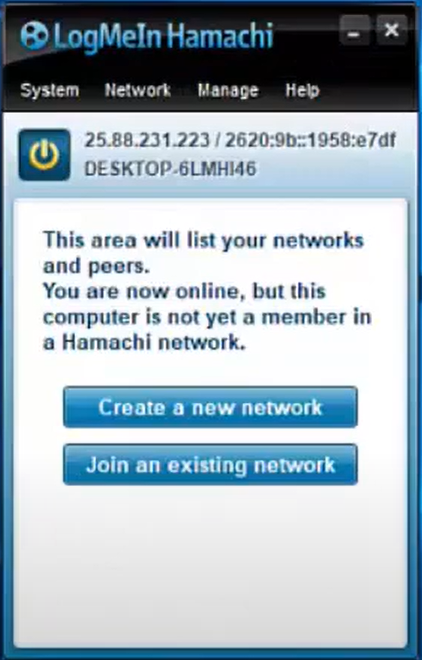 LogMeIn Hamachi
System Network Manage Help
25.88.231.223 / 2620:9b::1958:e7df
DESKTOP-6LMHI46
This area will list your networks
and peers.
You are now online, but this
computer is not yet a member in
a Hamachi network.
Create a new network
Join an existing network